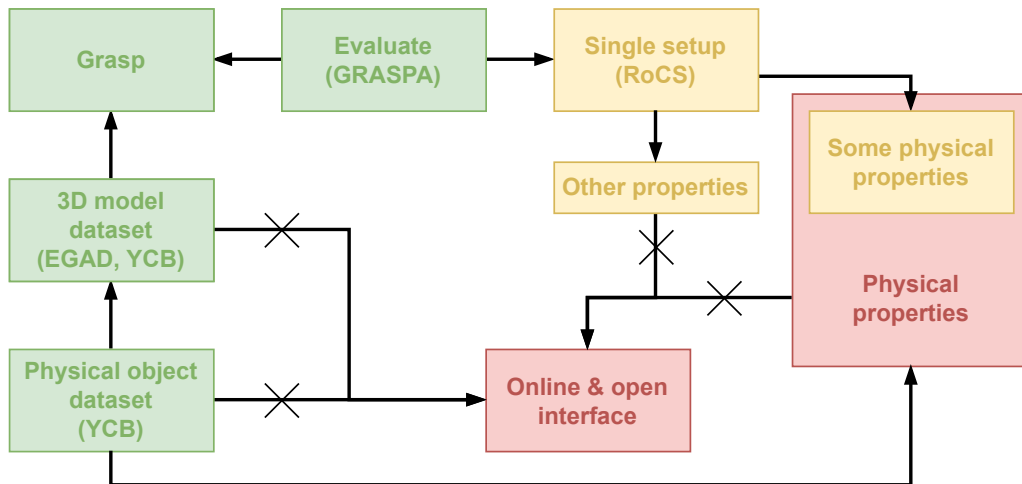 Grasp
Evaluate
(GRASPA)
Single setup
(RoCS)
Some physical
properties
Other properties
3D model
dataset
(EGAD, YCB)
Physical
properties
Physical object
dataset
(YCB)
Online & open
interface